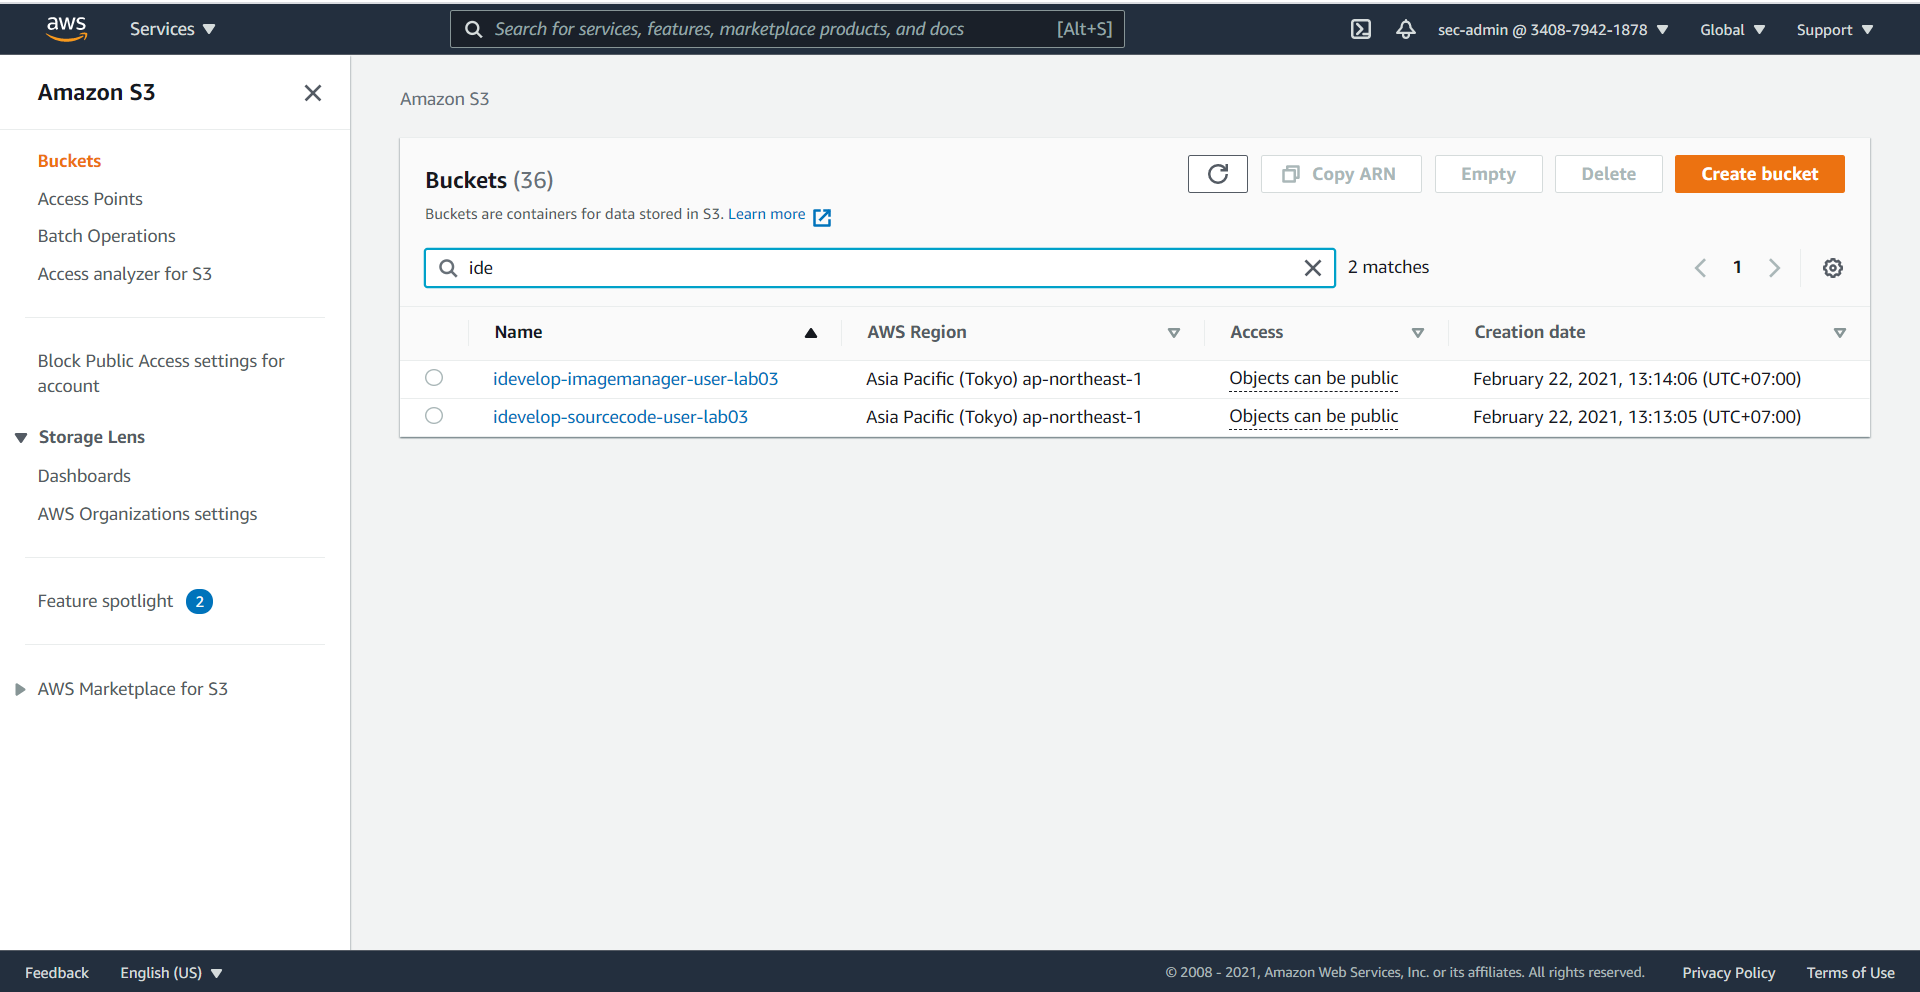 aws
Services
Search for services, features, marketplace products, and docs [Alt+S]
sec-admin @ 3408-7942-1878
Global
Support
Amazon S3
Buckets
Access Points
Batch Operations
Access analyzer for S3
Block Public Access settings for
account
Storage Lens
Dashboards
AWS Organizations settings
Feature spotlight 2
AWS Marketplace for S3
Amazon S3
Buckets (36)
Buckets are containers for data stored in S3. Learn more
Copy ARN
Empty
Delete
Create bucket
ide
2 matches
1
Name AWS Region Access Creation date
idevelop-imagemanager-user-lab03 Asia Pacific (Tokyo) ap-northeast-1 Objects can be public February 22, 2021, 13:14:06 (UTC+07:00)
idevelop-sourcecode-user-lab03 Asia Pacific (Tokyo) ap-northeast-1 Objects can be public February 22, 2021, 13:13:05 (UTC+07:00)
Feedback English (US) © 2008 - 2021, Amazon Web Services, Inc. or its affiliates. All rights reserved. Privacy Policy Terms of Use